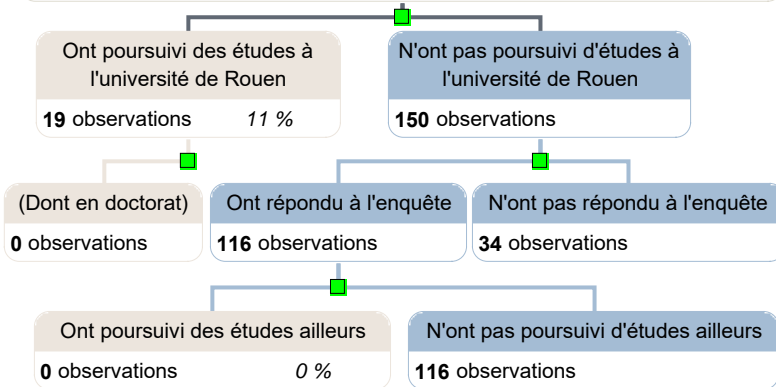 Ont poursuivi des études à
l'université de Rouen
19 observations 11 %
N'ont pas poursuivi d'études à
l'université de Rouen
150 observations
(Dont en doctorat)
0 observations
Ont répondu à l'enquête
116 observations
N'ont pas répondu à l'enquête
34 observations
Ont poursuivi des études ailleurs
0 observations 0 %
N'ont pas poursuivi d'études ailleurs
116 observations